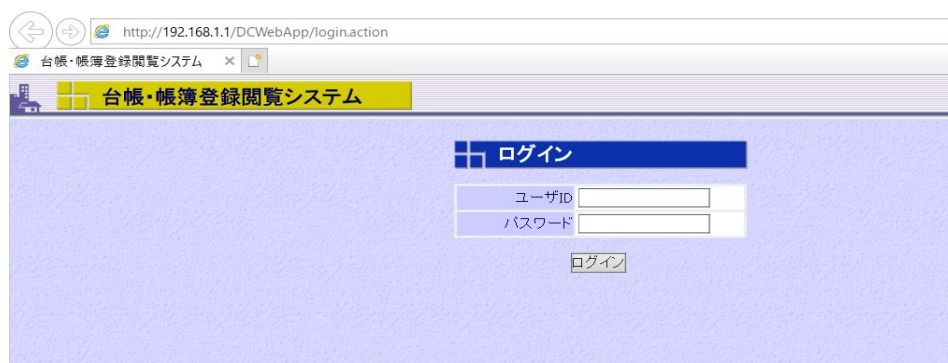 http://192.168.1.1/DCWebApp/login.action
台帳・帳簿登録閲覧システム
台帳・帳簿登録閲覧システム
ログイン
ユーザID
パスワード
ログイン